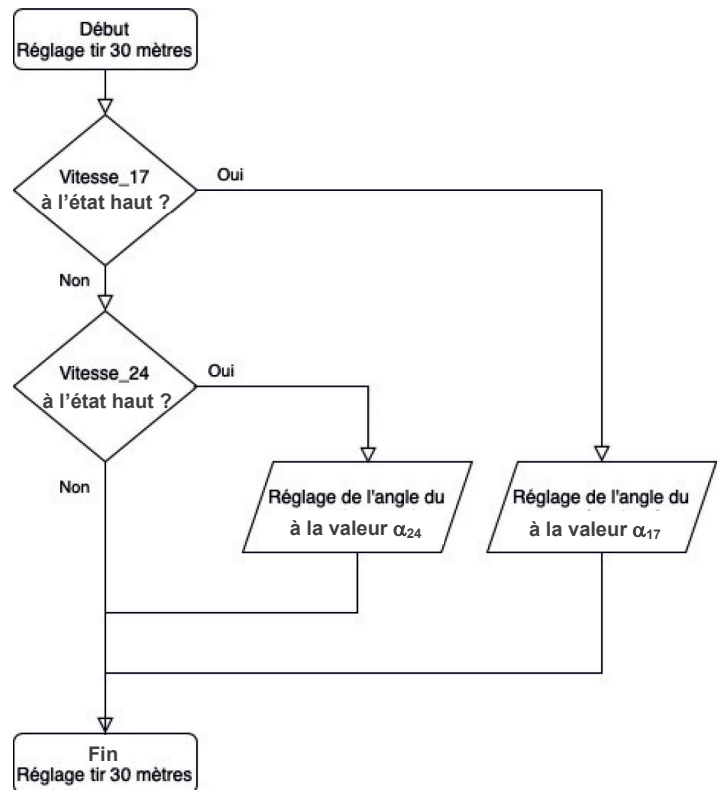 Début
Réglage tir 30 mètres
Vitesse_17
à l'état haut ?
Oui
Non
Vitesse_24
à l'état haut ?
Oui
Non
Réglage de l'angle du
à la valeur α24
Réglage de l'angle du
à la valeur α17
Fin
Réglage tir 30 mètres